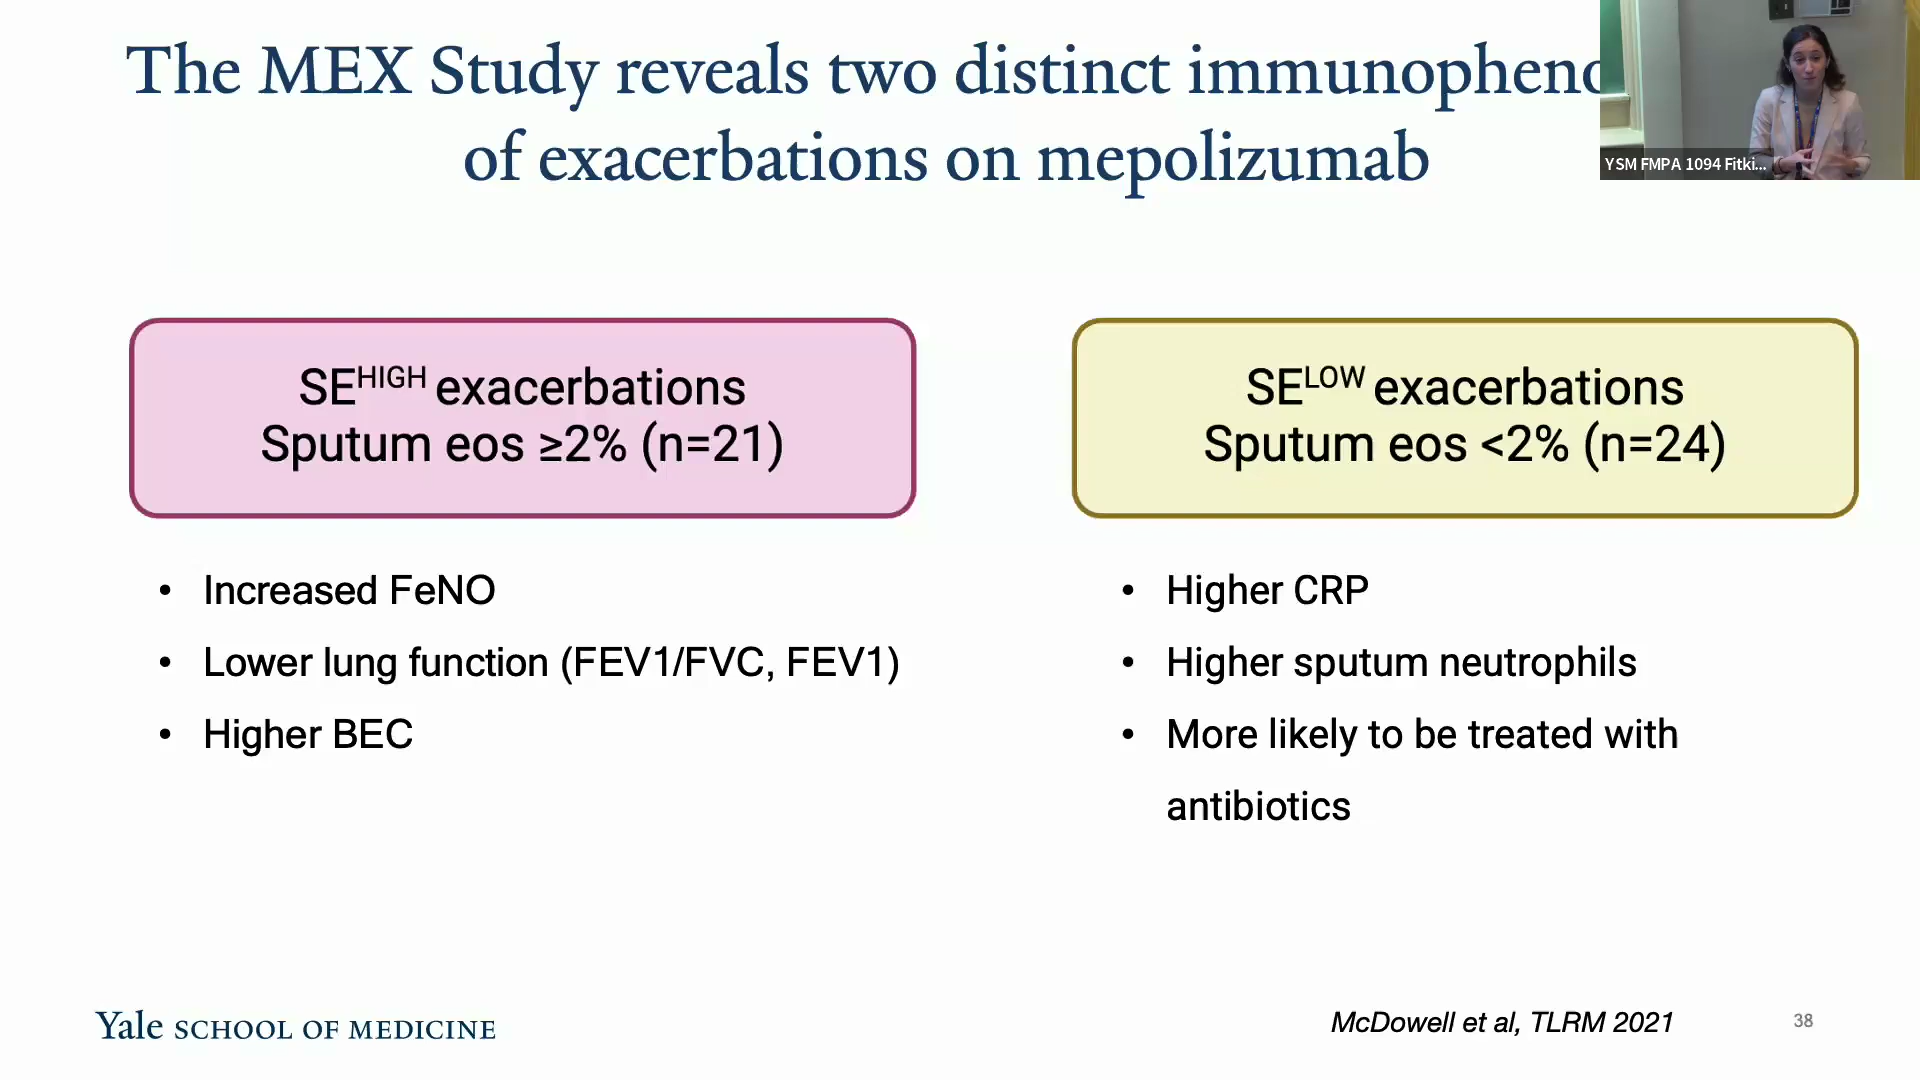 The MEX Study reveals two distinct immunopheno
of exacerbations on mepolizumab
YSM FMPA 1094 Fitki...
SEHIGH exacerbations
Sputum eos ≥2% (n=21)
SELOW exacerbations
Sputum eos <2% (n=24)
• Increased FeNO
• Lower lung function (FEV1/FVC, FEV1)
• Higher BEC
• Higher CRP
• Higher sputum neutrophils
• More likely to be treated with
antibiotics
Yale SCHOOL OF MEDICINE
McDowell et al, TLRM 2021
38